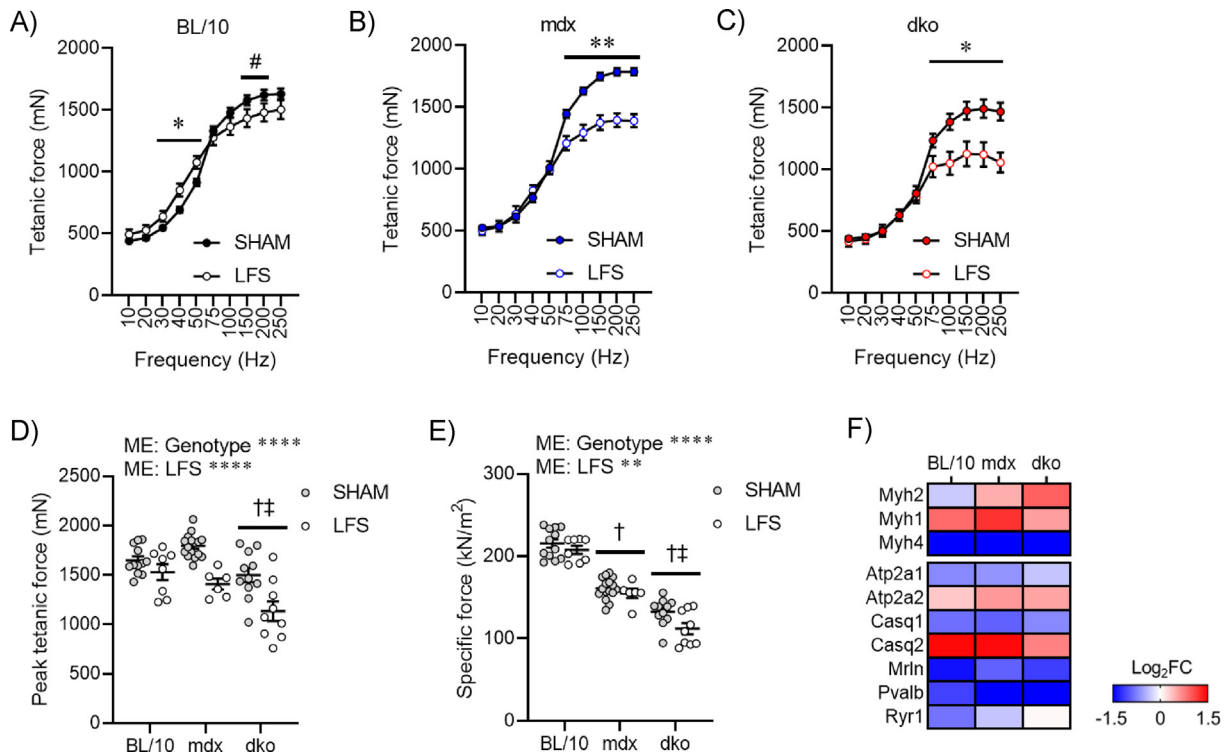 A)
BL/10
Tetanic force (mN)
2000
1500
1000
500
0
*
#
SHAM
LFS
10 20 30 40 50 75 100 150 200 250
Frequency (Hz)
B)
mdx
Tetanic force (mN)
2000
1500
1000
500
0
**
SHAM
LFS
10 20 30 40 50 75 100 150 200 250
Frequency (Hz)
C)
dko
Tetanic force (mN)
2000
1500
1000
500
0
*
SHAM
LFS
10 20 30 40 50 75 100 150 200 250
Frequency (Hz)
D)
ME: Genotype ****
ME: LFS ****
Peak tetanic force (mN)
2500
2000
1500
1000
500
0
†‡
SHAM
LFS
BL/10 mdx dko
E)
ME: Genotype ****
ME: LFS **
Specific force (kN/m²)
300
200
100
0
†
†‡
SHAM
LFS
BL/10 mdx dko
F)
BL/10 mdx dko
Myh2
Myh1
Myh4
Atp2a1
Atp2a2
Casq1
Casq2
Mrln
Pvalb
Ryr1
Log₂FC
-1.5 0 1.5